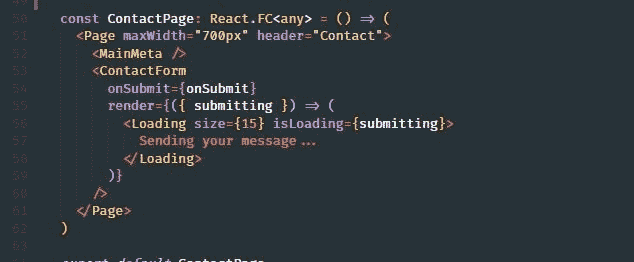 50 const ContactPage: React.FC<any> = () => (
51 <Page maxWidth="700px" header="Contact">
52 <MainMeta />
53 <ContactForm
54 onSubmit={onSubmit}
55 render={({ submitting }) => (
56 <Loading size={15} isLoading={submitting}>
57 Sending your message ...
58 </Loading>
59 )}
60 />
61 </Page>
62 )
63
export default ContactPage